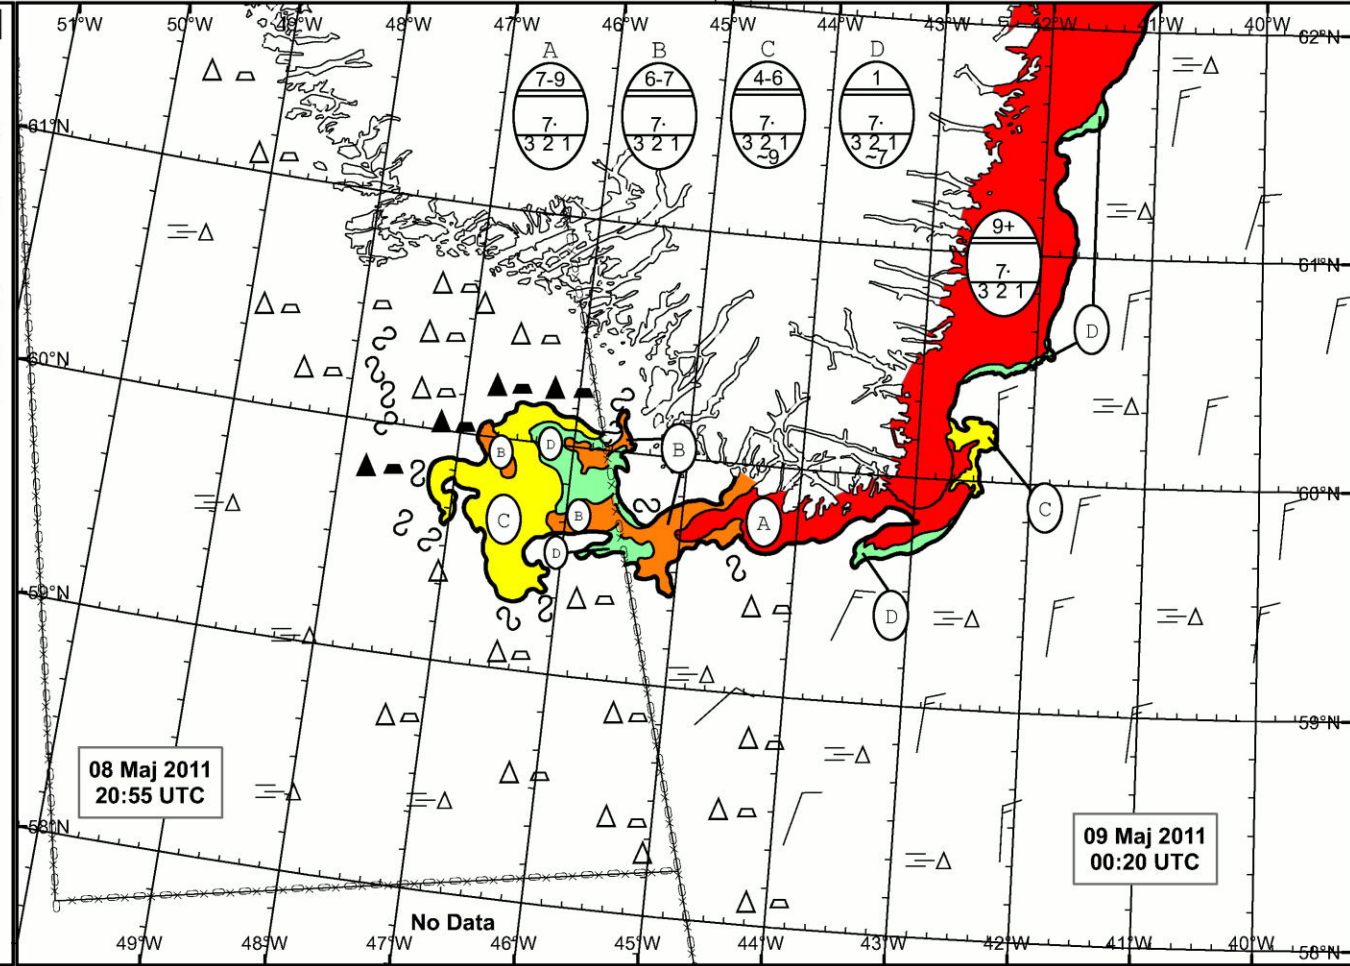 51°W 50°W 49°W 48°W 47°W 46°W 45°W 44°W 43°W 42°W 41°W 40°W
62°N
A B C D
7-9 6-7 4-6 1
7· 7· 7· 7·
3 2 1 3 2 1 3 2 1 3 2 1
~9 ~7
61°N
9+
61°N
7·
3 2 1
D
60°N
B D B
60°N
C B A C
D
59°N
D
59°N
08 Maj 2011
20:55 UTC
58°N
09 Maj 2011
00:20 UTC
No Data
49°W 48°W 47°W 46°W 45°W 44°W 43°W 42°W 41°W 40°W
58°N